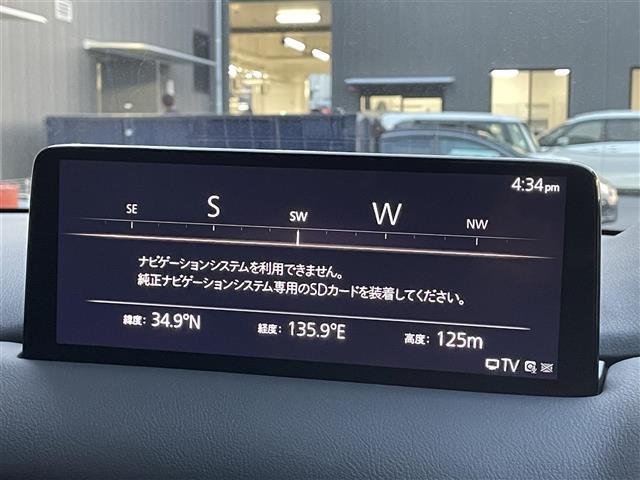 4:34pm
SE S SW W NW
ナビゲーションシステムを利用できません。
純正ナビゲーションシステム専用のSDカードを装着してください。
緯度: 34.9°N 経度: 135.9°E 高度: 125m
TV